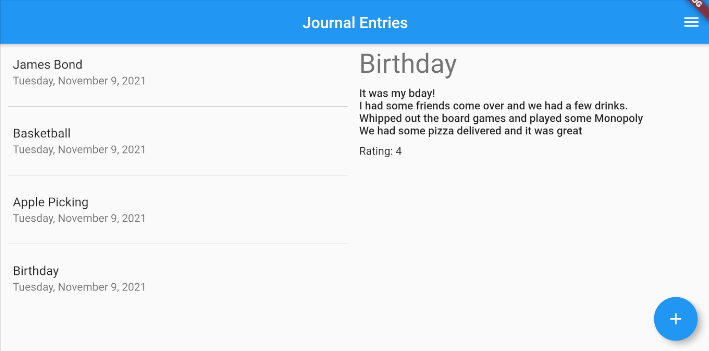 Journal Entries
James Bond
Tuesday, November 9, 2021
Basketball
Tuesday, November 9, 2021
Apple Picking
Tuesday, November 9, 2021
Birthday
Tuesday, November 9, 2021
Birthday
It was my bday!
I had some friends come over and we had a few drinks.
Whipped out the board games and played some Monopoly
We had some pizza delivered and it was great
Rating: 4